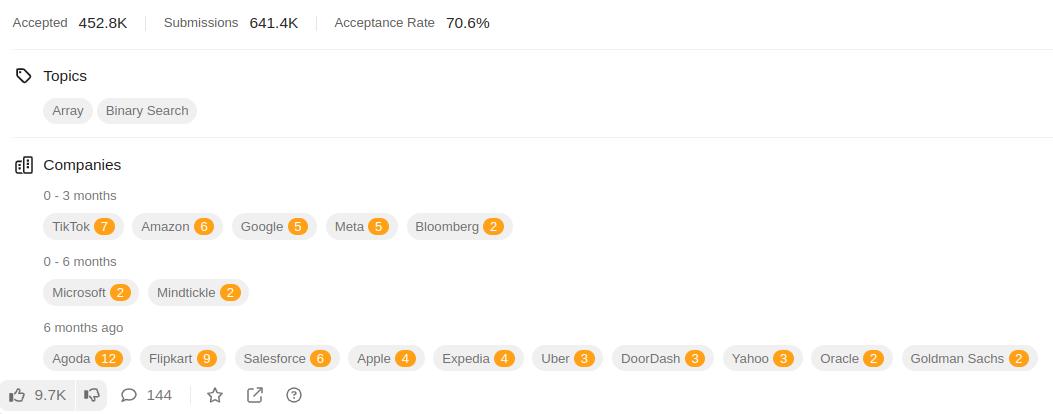 Accepted 452.8K Submissions 641.4K Acceptance Rate 70.6%
Topics
Array Binary Search
Companies
0 - 3 months
TikTok 7 Amazon 6 Google 5 Meta 5 Bloomberg 2
0 - 6 months
Microsoft 2 Mindtickle 2
6 months ago
Agoda 12 Flipkart 9 Salesforce 6 Apple 4 Expedia 4 Uber 3 DoorDash 3 Yahoo 3 Oracle 2 Goldman Sachs 2
9.7K 144